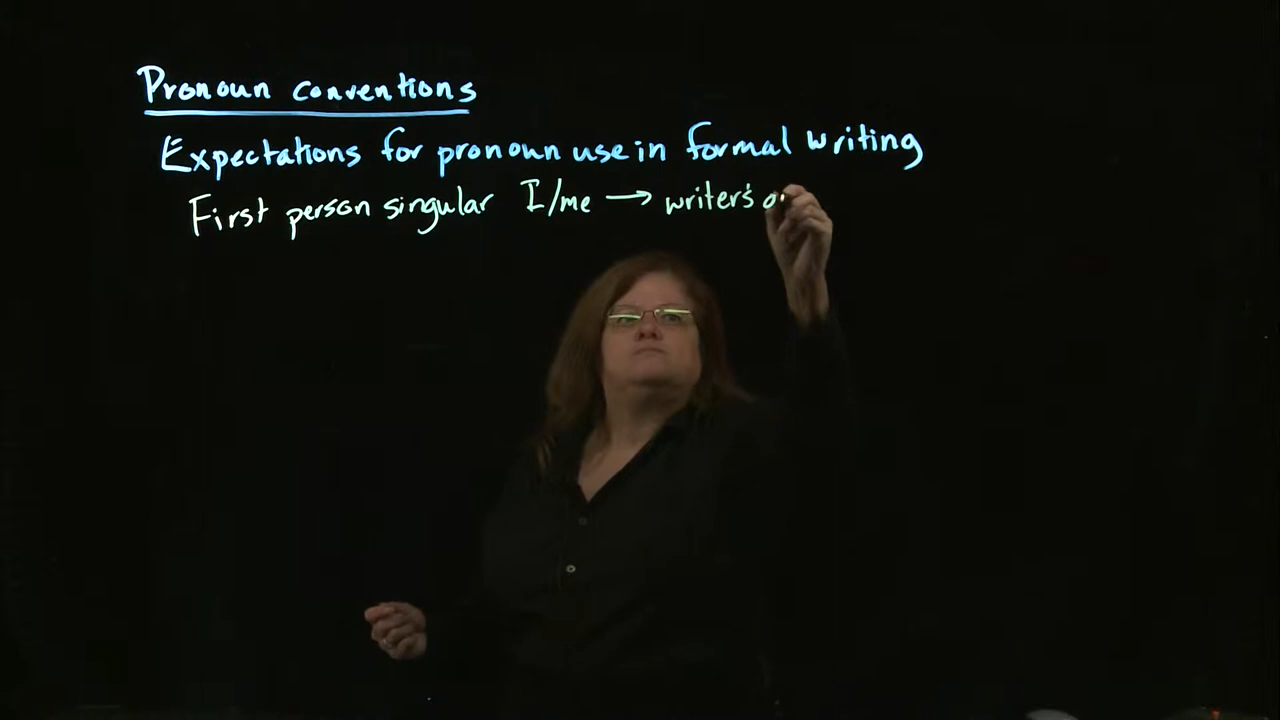 Pronoun conventions
Expectations for pronoun use in formal writing
First person singular I/me → writer's